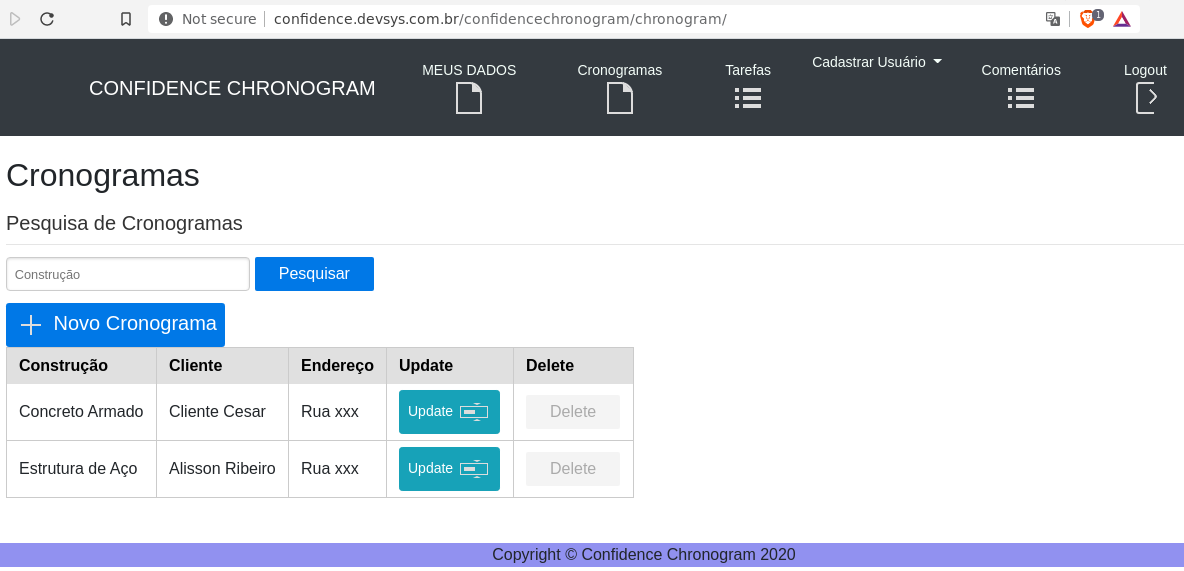 Not secure confidence.devsys.com.br/confidencechronogram/chronogram/ 1
CONFIDENCE CHRONOGRAM MEUS DADOS Cronogramas Tarefas Cadastrar Usuário Comentários Logout
Cronogramas
Pesquisa de Cronogramas
Construção Pesquisar
Novo Cronograma
Construção Cliente Endereço Update Delete
Concreto Armado Cliente Cesar Rua xxx Update Delete
Estrutura de Aço Alisson Ribeiro Rua xxx Update Delete
Copyright © Confidence Chronogram 2020